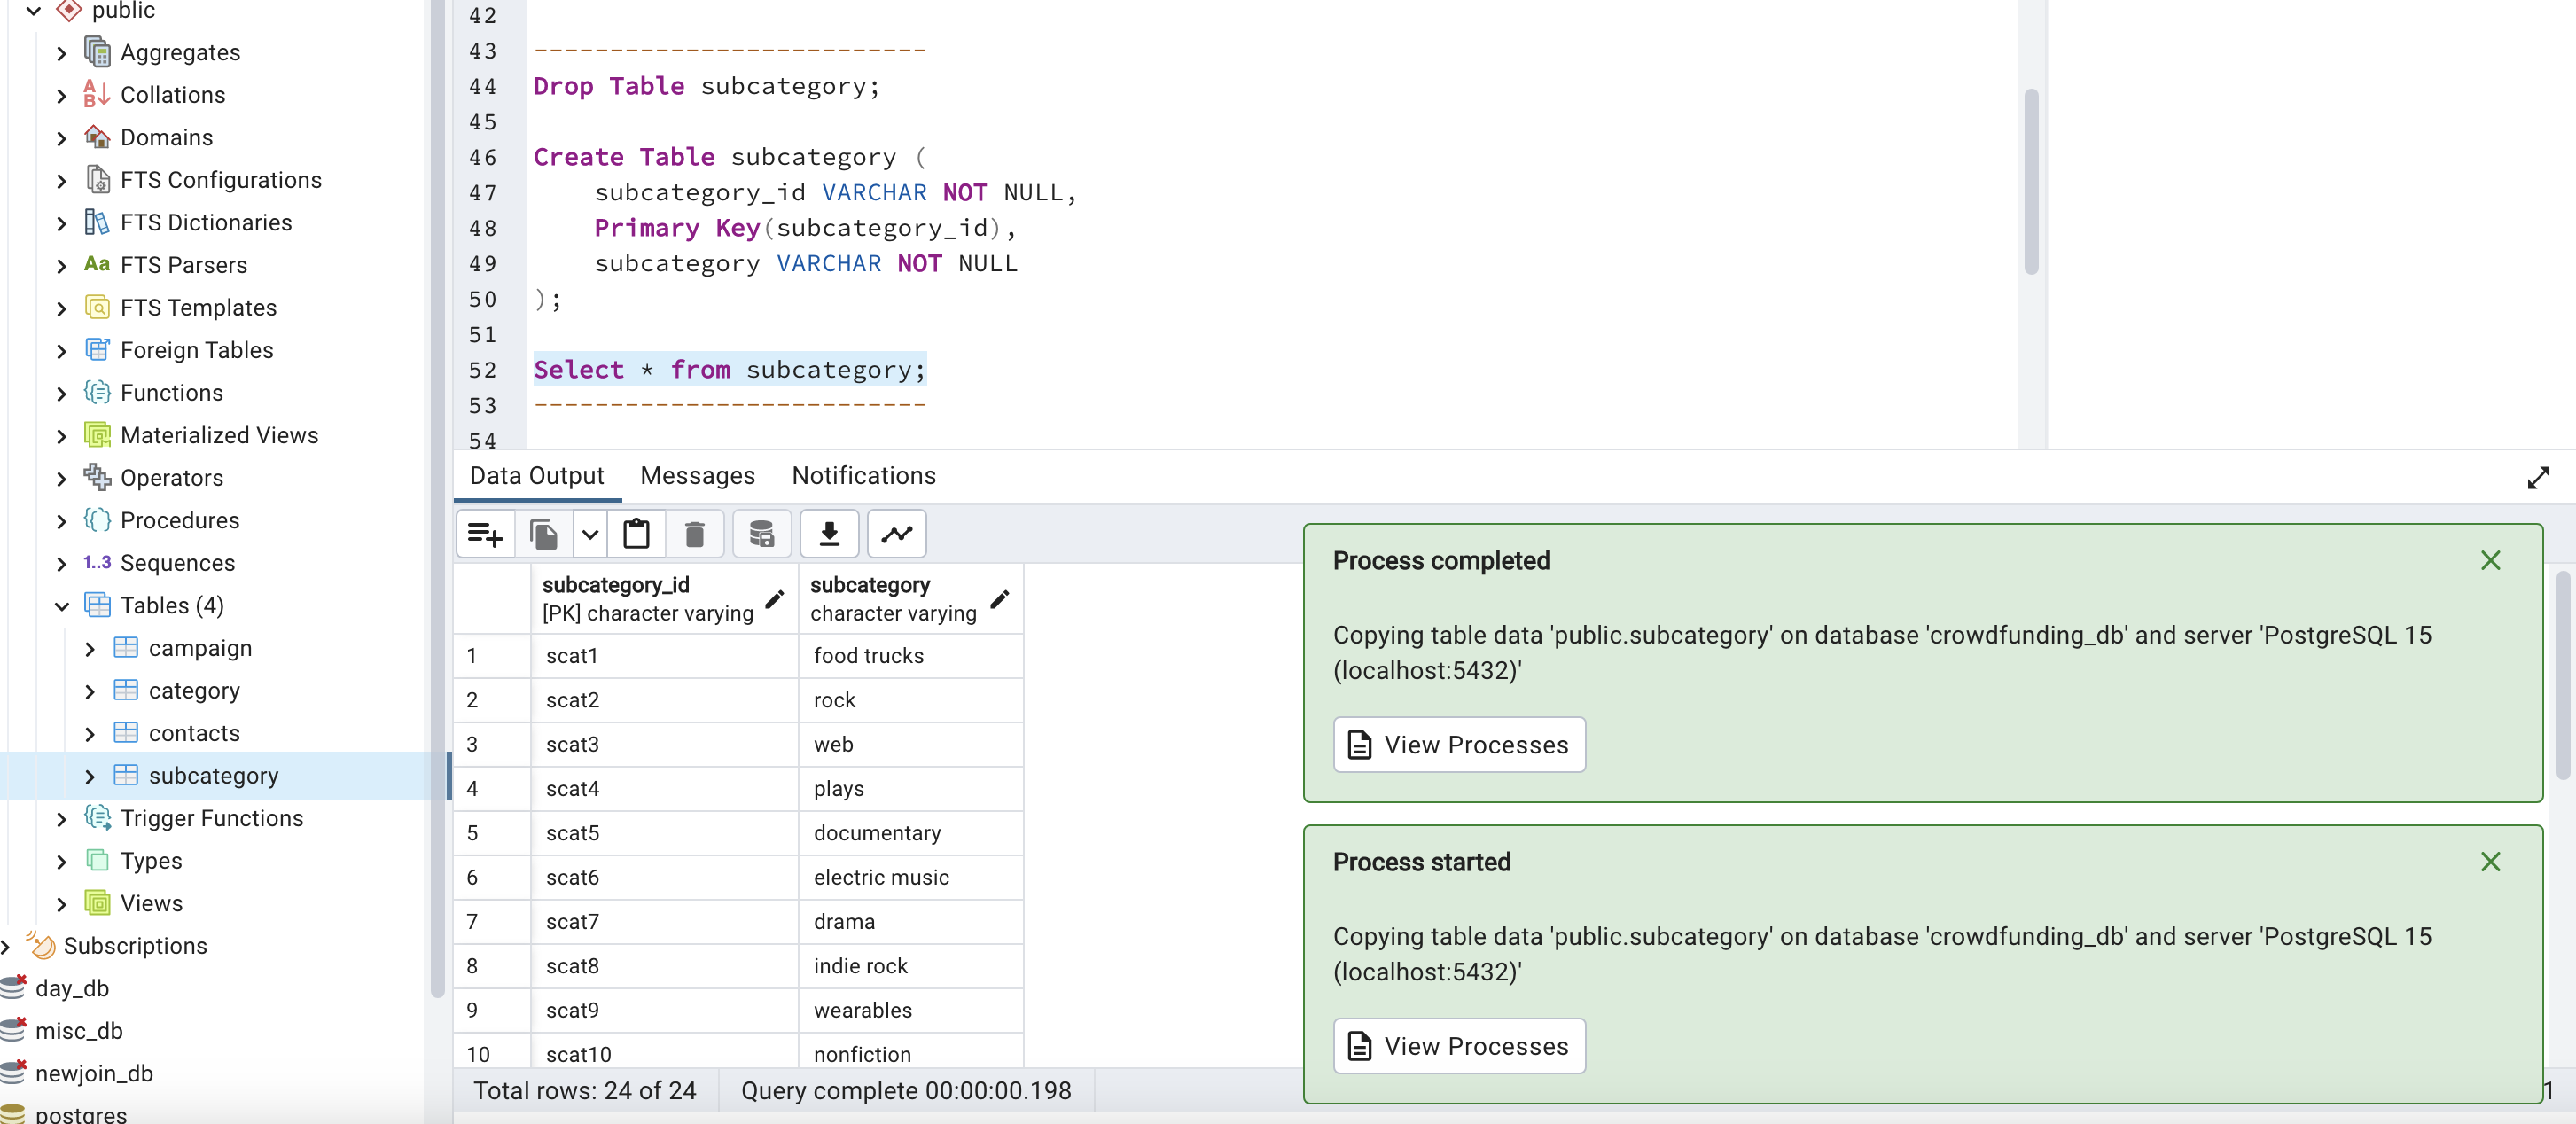 public
Aggregates
Collations
Domains
FTS Configurations
FTS Dictionaries
Aa FTS Parsers
FTS Templates
Foreign Tables
Functions
Materialized Views
Operators
Procedures
1..3 Sequences
Tables (4)
campaign
category
contacts
subcategory
Trigger Functions
Types
Views
Subscriptions
day_db
misc_db
newjoin_db
postgres
42
43 --------------------------
44 Drop Table subcategory;
45
46 Create Table subcategory (
47 subcategory_id VARCHAR NOT NULL,
48 Primary Key(subcategory_id),
49 subcategory VARCHAR NOT NULL
50 );
51
52 Select * from subcategory;
53 --------------------------
54
Data Output Messages Notifications
subcategory_id subcategory
[PK] character varying character varying
1 scat1 food trucks
2 scat2 rock
3 scat3 web
4 scat4 plays
5 scat5 documentary
6 scat6 electric music
7 scat7 drama
8 scat8 indie rock
9 scat9 wearables
10 scat10 nonfiction
Total rows: 24 of 24 Query complete 00:00:00.198
Process completed
Copying table data 'public.subcategory' on database 'crowdfunding_db' and server 'PostgreSQL 15
(localhost:5432)'
View Processes
Process started
Copying table data 'public.subcategory' on database 'crowdfunding_db' and server 'PostgreSQL 15
(localhost:5432)'
View Processes
1